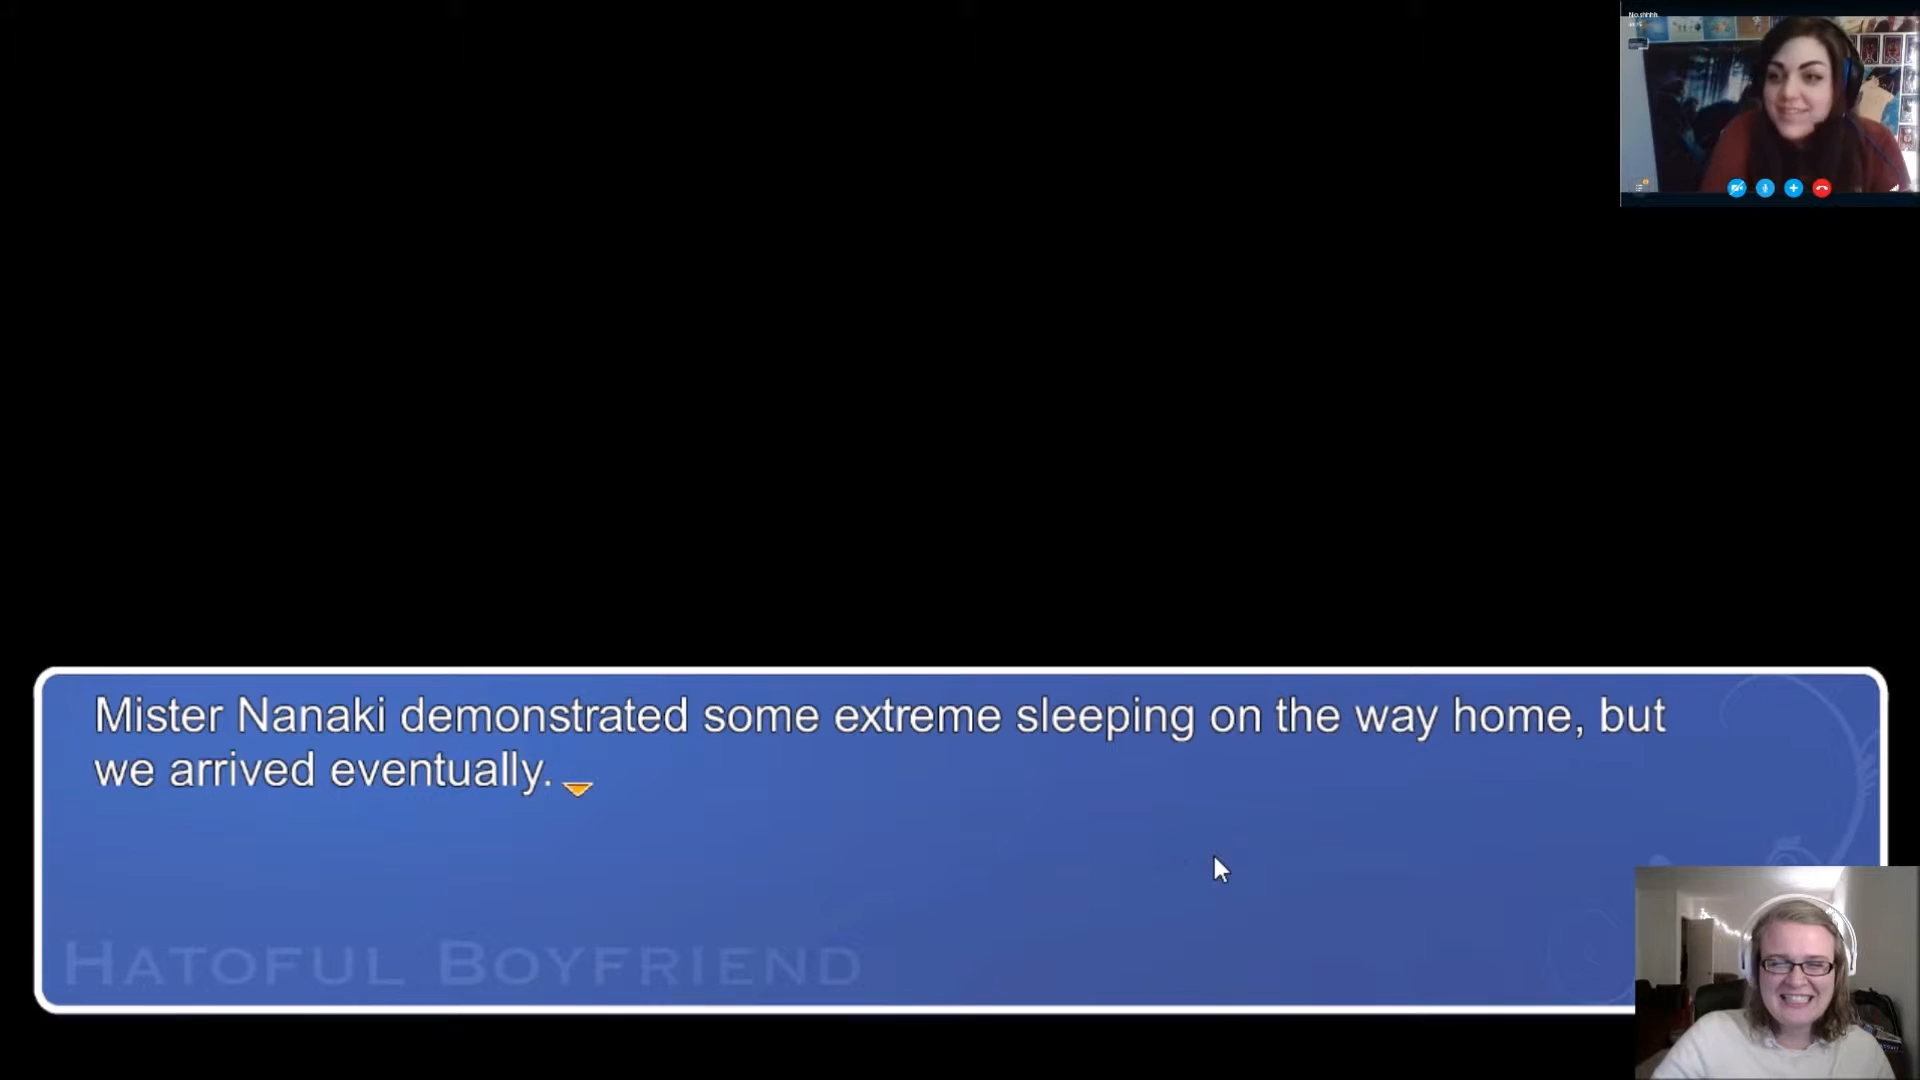 Mister Nanaki demonstrated some extreme sleeping on the way home, but
we arrived eventually.
HATOFUL BOYFRIEND